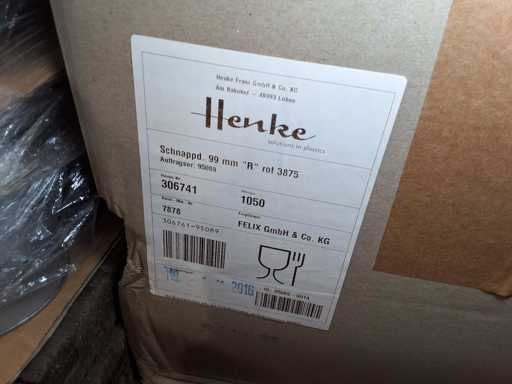 Henke Franz GmbH & Co. KG
Am Bahnhof - 49393 Lohne
Henke
solutions in plastics
Schnappd. 99 mm "R" rot 3875
Auftragsnr: 95089
306741
1050
7878
FELIX GmbH & Co. KG
306741-95089
2016